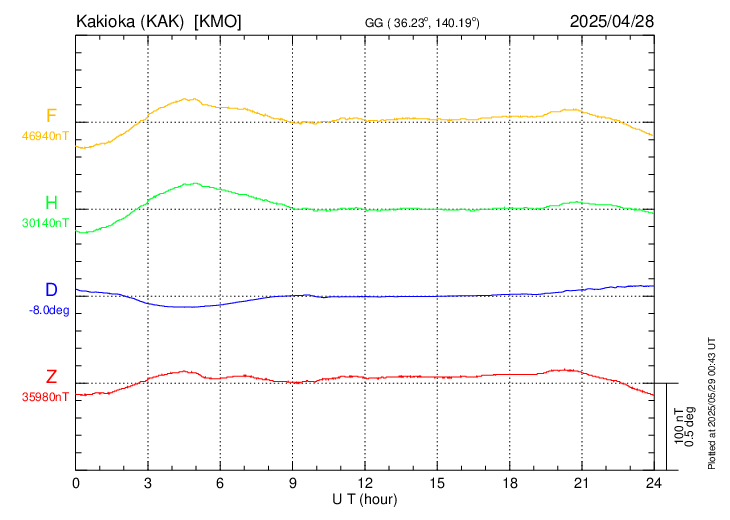 Kakioka (KAK)  [KMO]
GG ( 36.23°, 140.19°)
2025/04/28
F
46940nT
H
30140nT
D
-8.0deg
Z
35980nT
0 3 6 9 12 15 18 21 24
U T (hour)
100 nT
0.5 deg
Plotted at 2025/05/29 00:43 UT